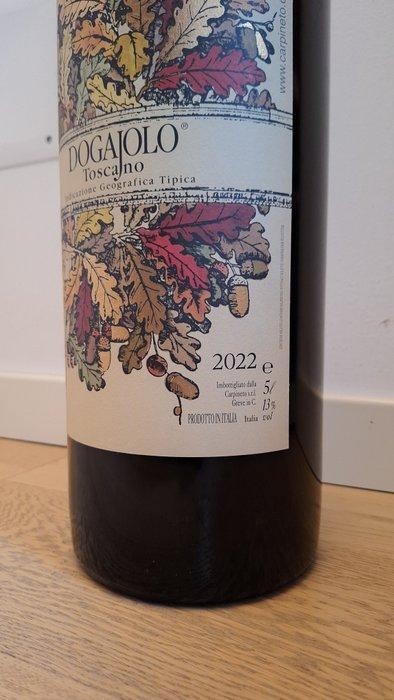 www.carpineto.
DOGAJOLO®
Toscano
Indicazione Geografica Tipica
2022 e
Imbottigliato dalla
Carpineto s.r.l.
Greve in C.
5ℓ
13%
PRODOTTO IN ITALIA Italia vol